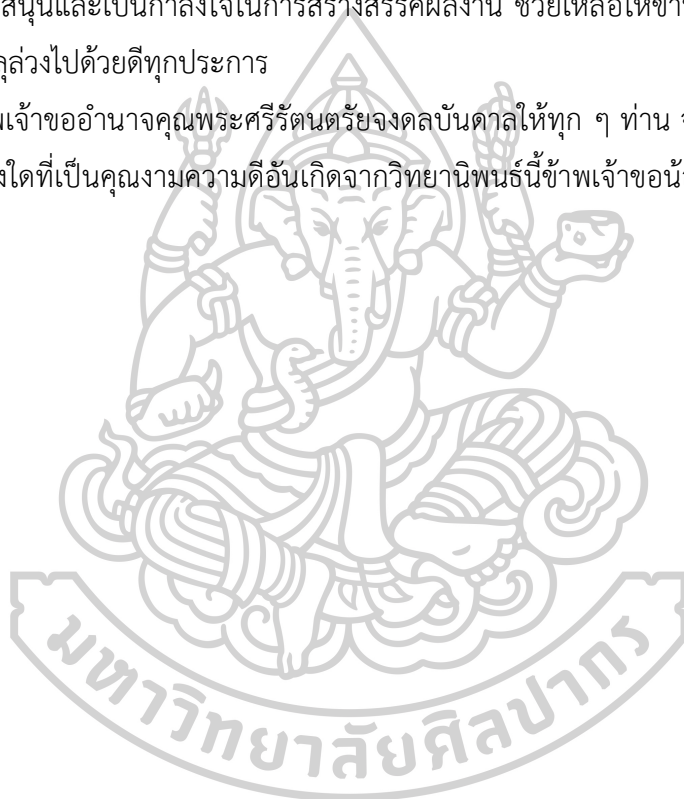 สนุนและเป็นกำลังใจในการสร้างสรรค์ผลงาน ช่วยเหลือให้ข้า
ลุล่วงไปด้วยดีทุกประการ
พเจ้าขออำนาจคุณพระศรีรัตนตรัยจงดลบันดาลให้ทุก ๆ ท่าน
งใดที่เป็นคุณงามความดีอันเกิดจากวิทยานิพนธ์นี้ข้าพเจ้าขอน้
มหาวิทยาลัยศิลปากร